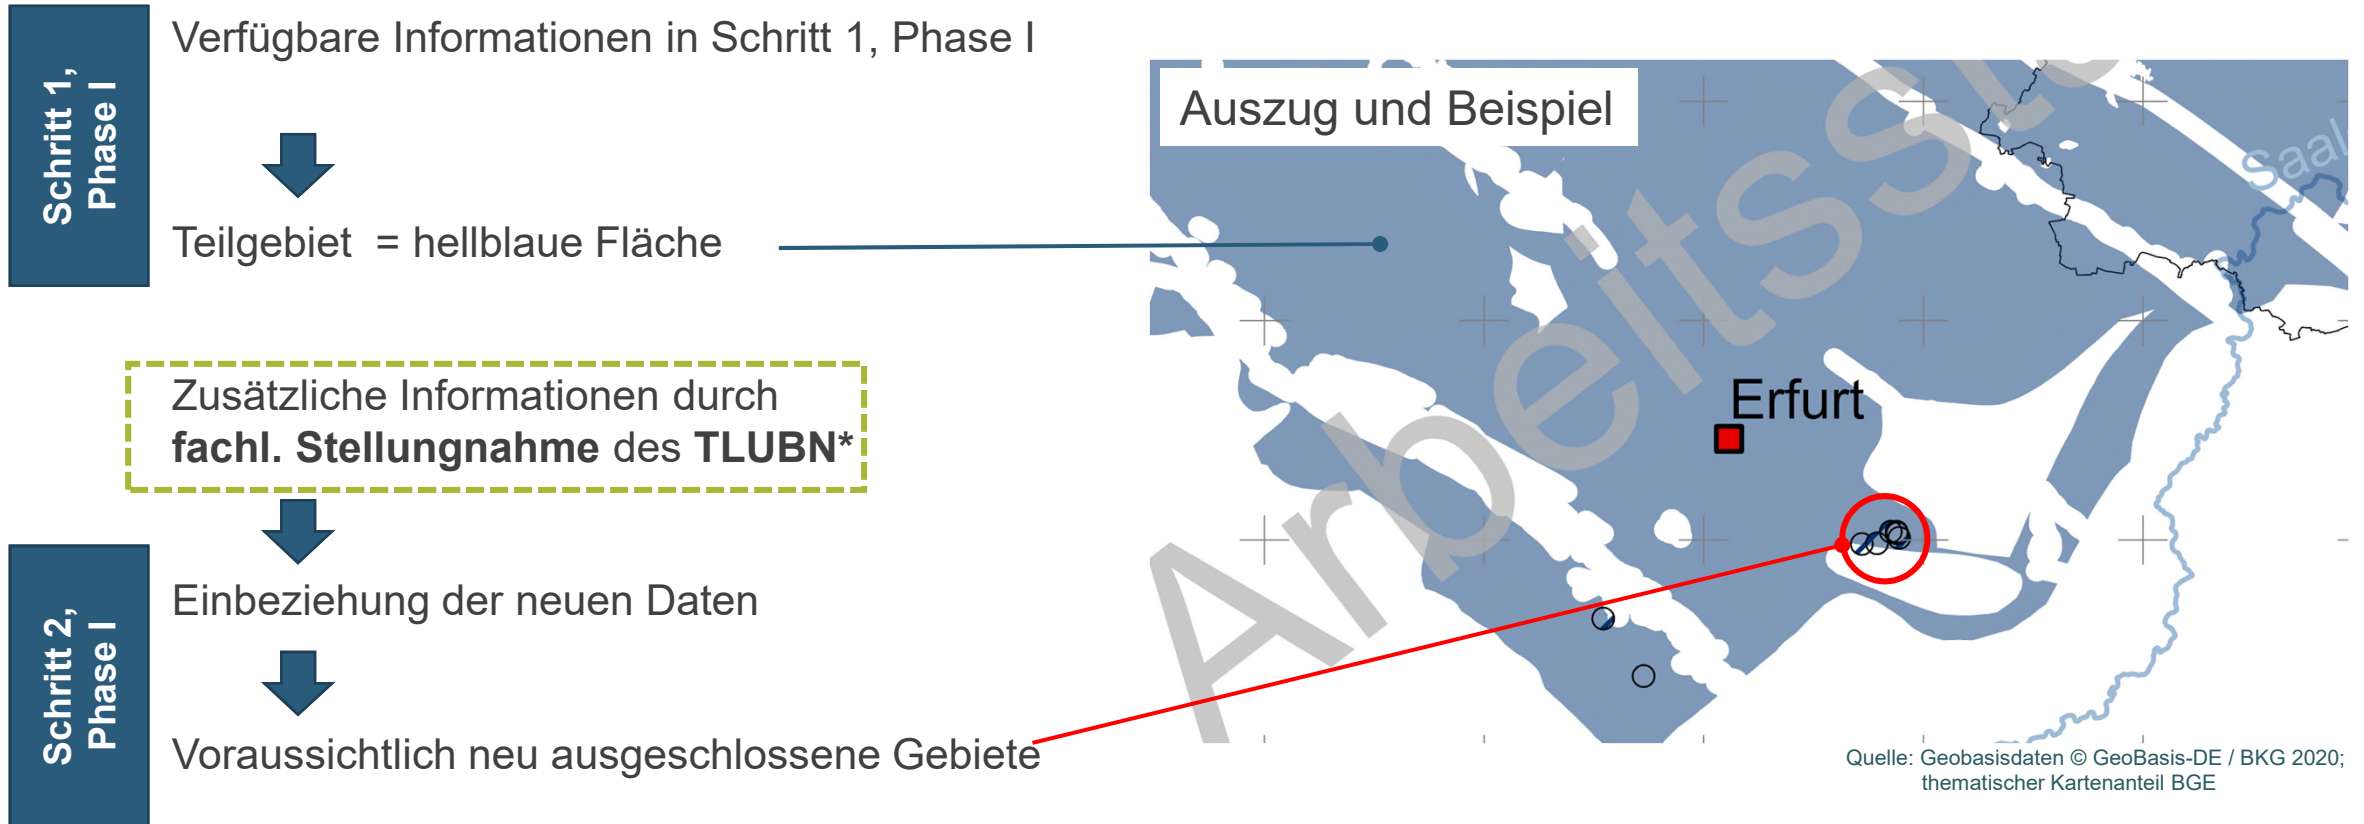 Schritt 1,
Phase I
Verfügbare Informationen in Schritt 1, Phase I
Teilgebiet = hellblaue Fläche
Zusätzliche Informationen durch
fachl. Stellungnahme des TLUBN*
Schritt 2,
Phase I
Einbeziehung der neuen Daten
Voraussichtlich neu ausgeschlossene Gebiete
Auszug und Beispiel
Arbeitsst
Saal
Erfurt
Quelle: Geobasisdaten © GeoBasis-DE / BKG 2020;
thematischer Kartenanteil BGE